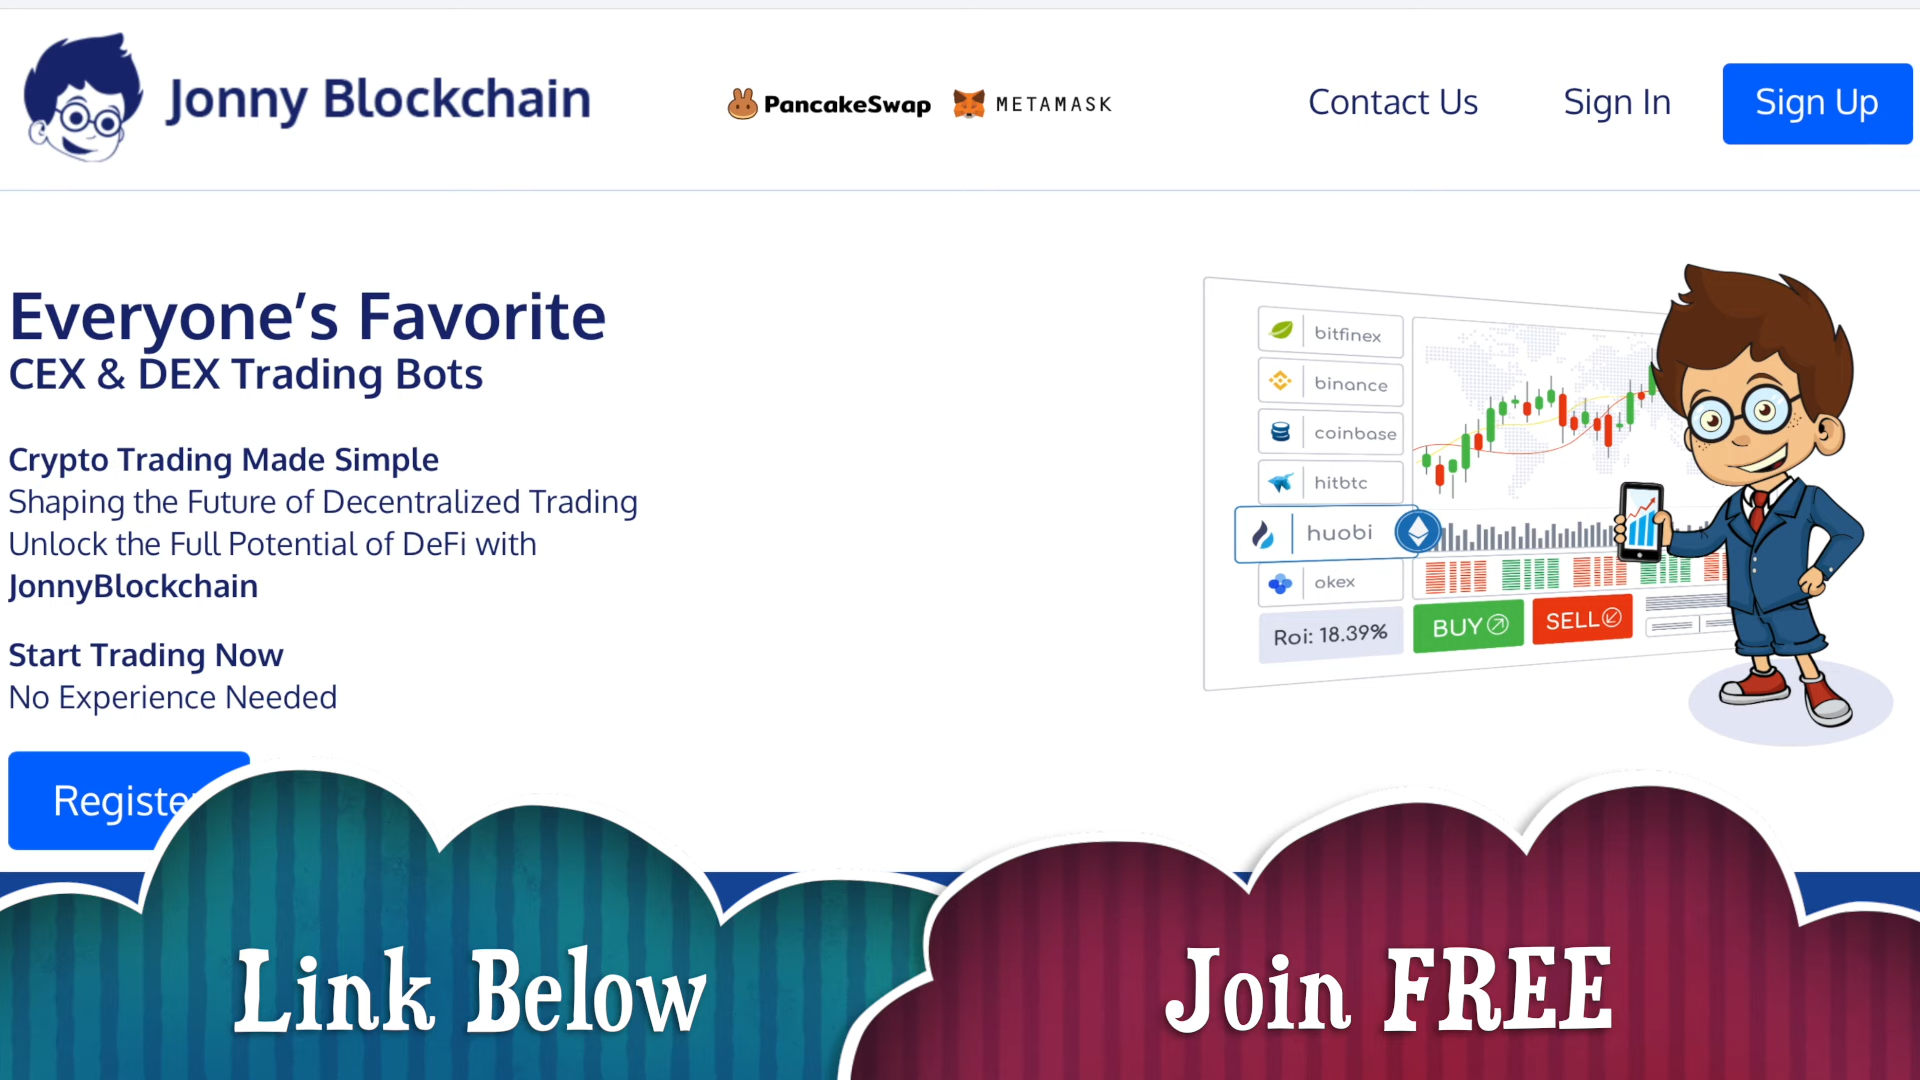 Jonny Blockchain
PancakeSwap
METAMASK
Contact Us
Sign In
Sign Up
Everyone’s Favorite
CEX & DEX Trading Bots
Crypto Trading Made Simple
Shaping the Future of Decentralized Trading
Unlock the Full Potential of DeFi with
JonnyBlockchain
Start Trading Now
No Experience Needed
Register
bitfinex
binance
coinbase
hitbtc
huobi
okex
Roi: 18.39%
BUY
SELL
Link Below
Join FREE